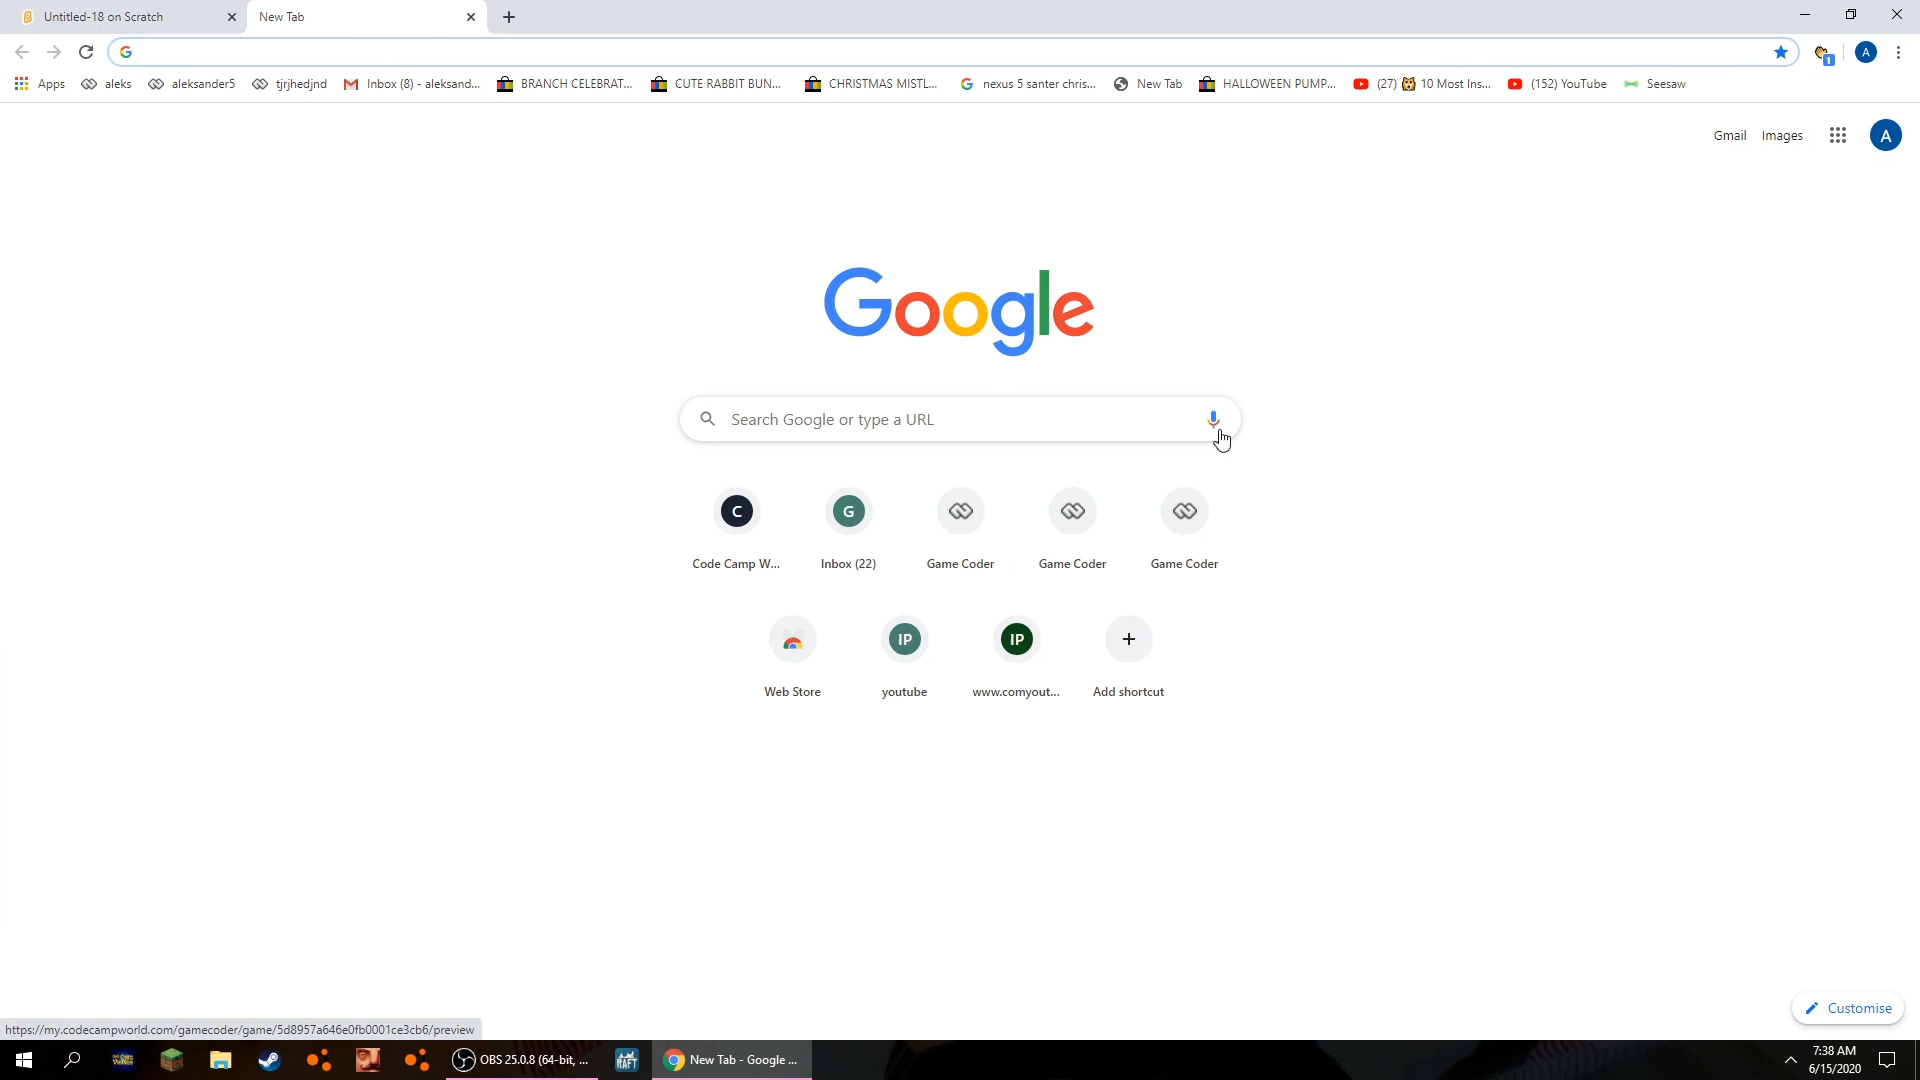 Untitled-18 on Scratch
New Tab
Apps
aleks
aleksander5
tjrjhedjnd
Inbox (8) - aleksand...
BRANCH CELEBRAT...
CUTE RABBIT BUN...
CHRISTMAS MISTL...
nexus 5 santer chris...
New Tab
HALLOWEEN PUMP...
(27) 🐯 10 Most Ins...
(152) YouTube
Seesaw
A
1
Gmail
Images
A
Google
Search Google or type a URL
C
G
Code Camp W...
Inbox (22)
Game Coder
Game Coder
Game Coder
IP
IP
Web Store
youtube
www.comyout...
Add shortcut
Customise
https://my.codecampworld.com/gamecoder/game/5d8957a646e0fb0001ce3cb6/preview
OBS 25.0.8 (64-bit, ...
RAFT
New Tab - Google ...
7:38 AM
6/15/2020